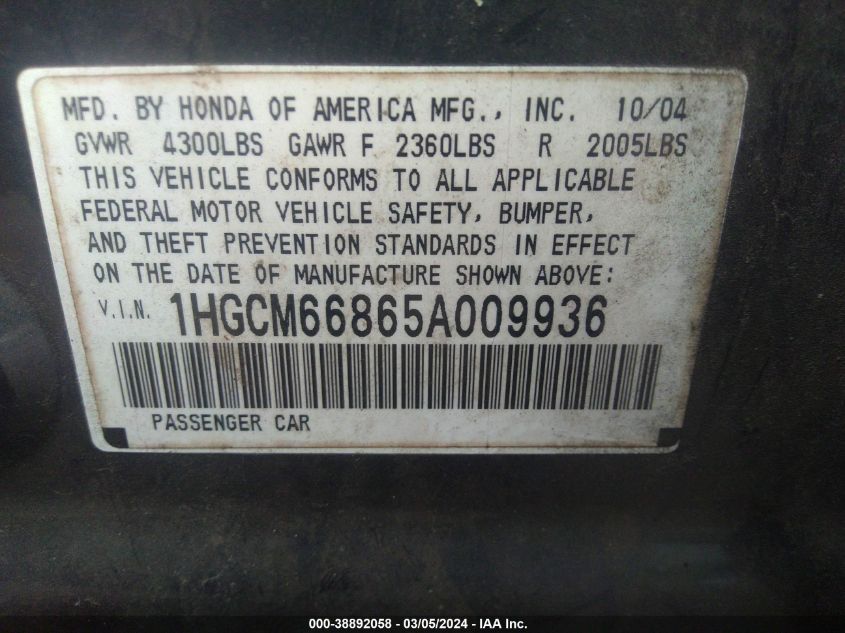 MFD. BY HONDA OF AMERICA MFG., INC. 10/04
GVWR 4300LBS GAWR F 2360LBS R 2005LBS
THIS VEHICLE CONFORMS TO ALL APPLICABLE
FEDERAL MOTOR VEHICLE SAFETY, BUMPER,
AND THEFT PREVENTION STANDARDS IN EFFECT
ON THE DATE OF MANUFACTURE SHOWN ABOVE:
V.I.N. 1HGCM66865A009936
PASSENGER CAR
000-38892058 - 03/05/2024 - IAA Inc.